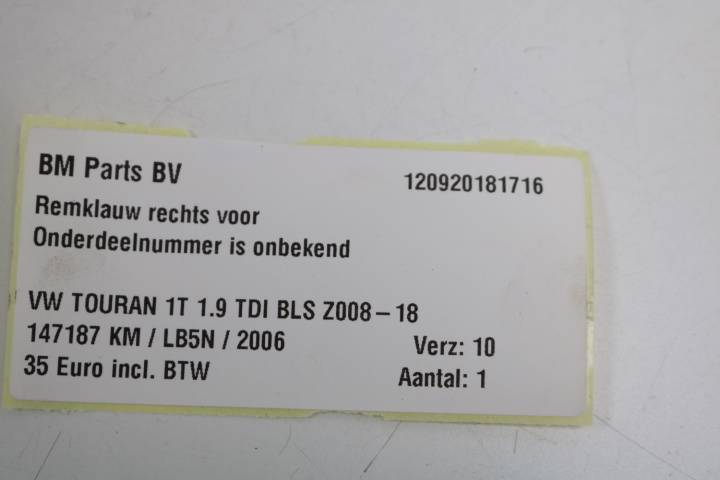 BM Parts BV 120920181716
Remklauw rechts voor
Onderdeelnummer is onbekend
VW TOURAN 1T 1.9 TDI BLS Z008-18
147187 KM / LB5N / 2006 Verz: 10
35 Euro incl. BTW Aantal: 1